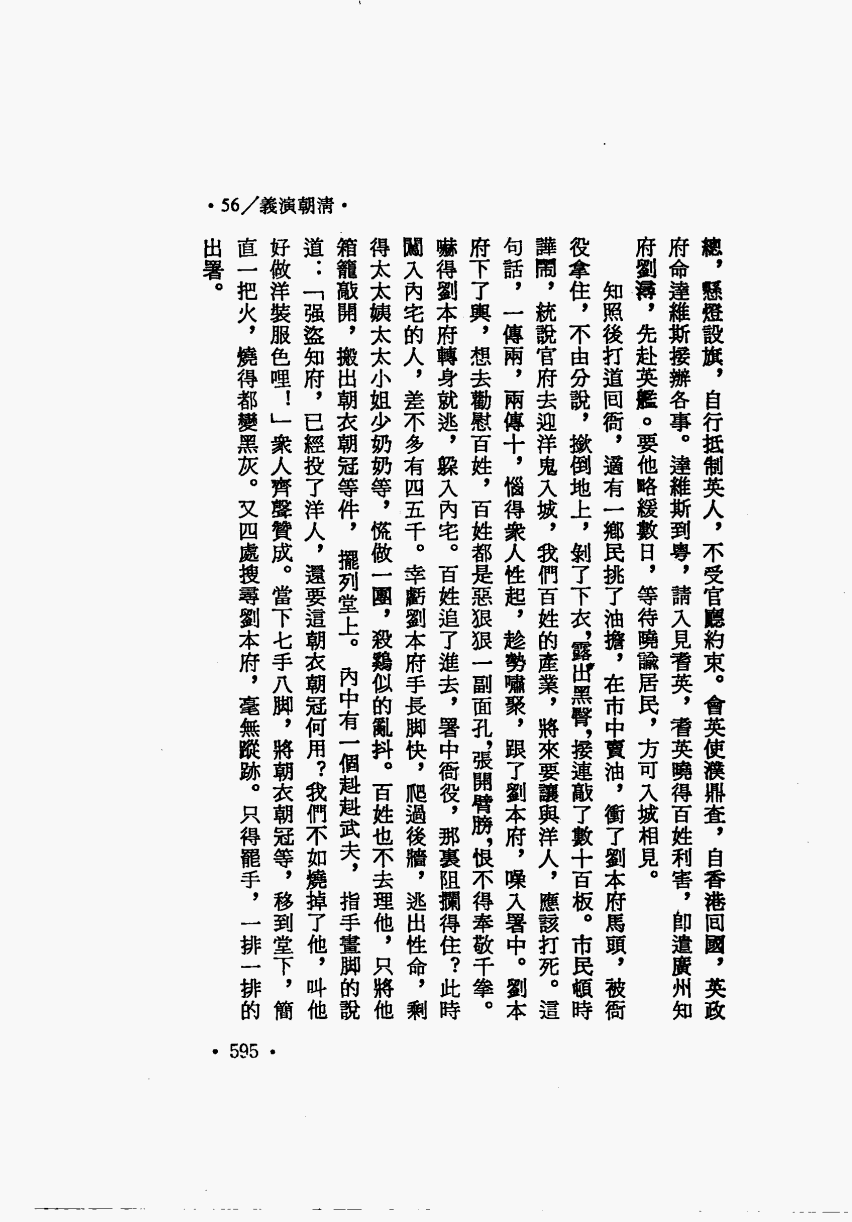 •56／義演朝清•
總，懸燈設旗，自行抵制英人，不受官廳約束。會英使濮鼎査，自香港回國，英政
府命達維斯接辦各事。達維斯到粵，請入見耆英，耆英曉得百姓利害，卽遣廣州知
府劉潯，先赴英艦。要他略緩數日，等待曉諭居民，方可入城相見。
知照後打道回衙，適有一鄉民挑了油擔，在市中賣油，衝了劉本府馬頭，被衙
役拿住，不由分說，撳倒地上，剝了下衣，露出黑臀，接連敲了數十百板。市民頓時
譁鬧，統說官府去迎洋鬼入城，我們百姓的產業，將來要讓與洋人，應該打死。這
句話，一傳兩，兩傳十，惱得衆人性起，趁勢嘯聚，跟了劉本府，噪入署中。劉本
府下了輿，想去勸慰百姓，百姓都是惡狠狠一副面孔，張開臂膀，恨不得奉敬千拳。
嚇得劉本府轉身就逃，躱入內宅。百姓追了進去，署中衙役，那裏阻攔得住？此時
闖入內宅的人，差不多有四五千。幸虧劉本府手長脚快，爬過後牆，逃出性命，剩
得太太姨太太小姐少奶奶等，慌做一團，殺鷄似的亂抖。百姓也不去理他，只將他
箱籠敲開，搬出朝衣朝冠等件，擺列堂上。內中有一個赳赳武夫，指手畫脚的說
道：「强盜知府，已經投了洋人，還要這朝衣朝冠何用？我們不如燒掉了他，叫他
好做洋裝服色哩！」衆人齊聲贊成。當下七手八脚，將朝衣朝冠等，移到堂下，簡
直一把火，燒得都變黑灰。又四處搜尋劉本府，毫無蹤跡。只得罷手，一排一排的
出署。
•595•